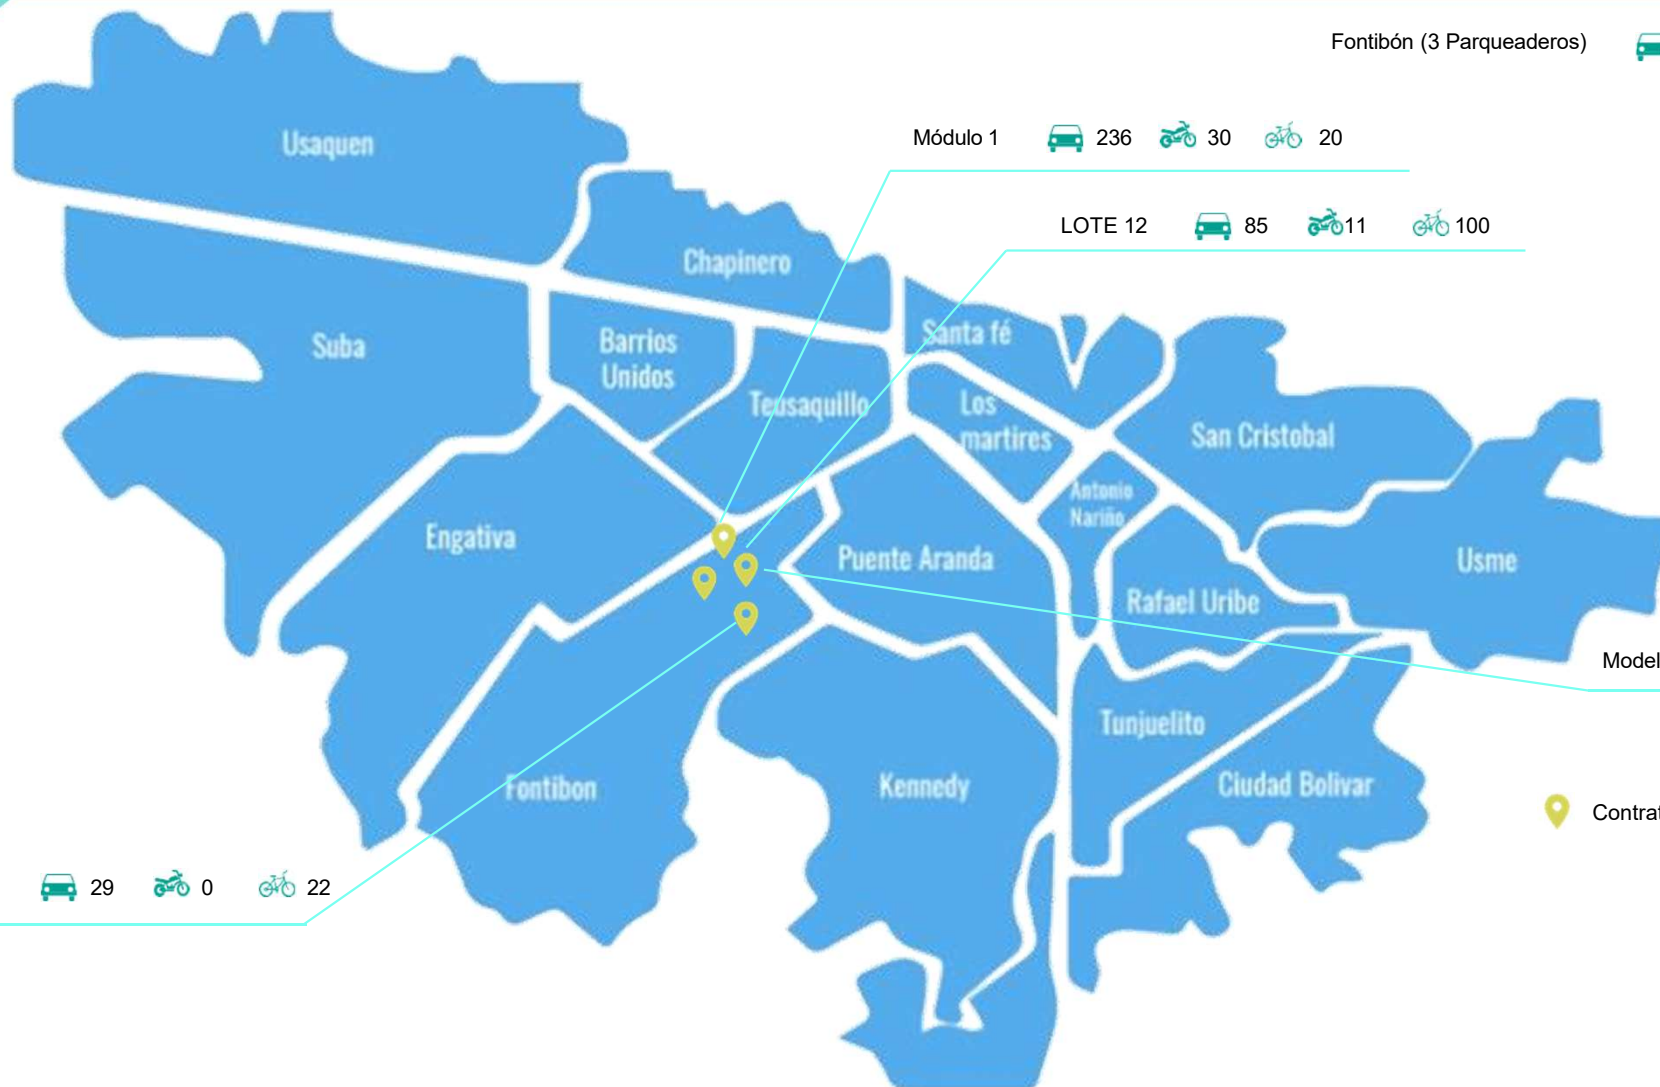 Fontibón (3 Parqueaderos)
Módulo 1 236 30 20
LOTE 12 85 11 100
Usaquen
Chapinero
Suba
Barrios
Unidos
Teusaquillo
Santa fé
Los
martires
San Cristobal
Antonio
Nariño
Engativa
Puente Aranda
Rafael Uribe
Usme
Model
Tunjuelito
Fontibon
Kennedy
Ciudad Bolivar
Contrat
29 0 22